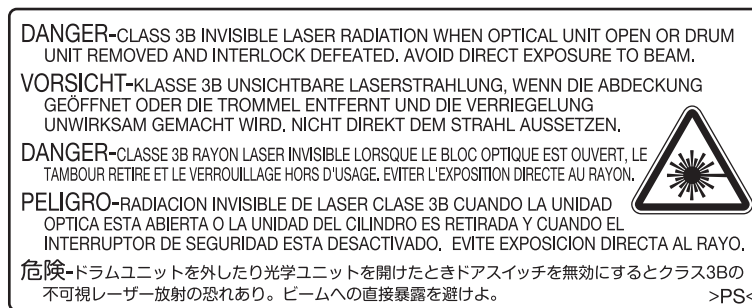 DANGER-CLASS 3B INVISIBLE LASER RADIATION WHEN OPTICAL UNIT OPEN OR DRUM
UNIT REMOVED AND INTERLOCK DEFEATED. AVOID DIRECT EXPOSURE TO BEAM.
VORSICHT-KLASSE 3B UNSICHTBARE LASERSTRAHLUNG, WENN DIE ABDECKUNG
GEÖFFNET ODER DIE TROMMEL ENTFERNT UND DIE VERRIEGELUNG
UNWIRKSAM GEMACHT WIRD. NICHT DIREKT DEM STRAHL AUSSETZEN.
DANGER-CLASSE 3B RAYON LASER INVISIBLE LORSQUE LE BLOC OPTIQUE EST OUVERT, LE
TAMBOUR RETIRE ET LE VERROUILLAGE HORS D'USAGE. EVITER L'EXPOSITION DIRECTE AU RAYON.
PELIGRO-RADIACION INVISIBLE DE LASER CLASE 3B CUANDO LA UNIDAD
OPTICA ESTA ABIERTA O LA UNIDAD DEL CILINDRO ES RETIRADA Y CUANDO EL
INTERRUPTOR DE SEGURIDAD ESTA DESACTIVADO. EVITE EXPOSICION DIRECTA AL RAYO.
危険-ドラムユニットを外したり光学ユニットを開けたときドアスイッチを無効にするとクラス3Bの
不可視レーザー放射の恐れあり。ビームへの直接暴露を避けよ。 >PS<